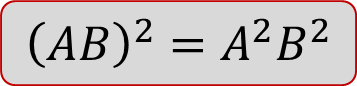 (AB)² = A²B²